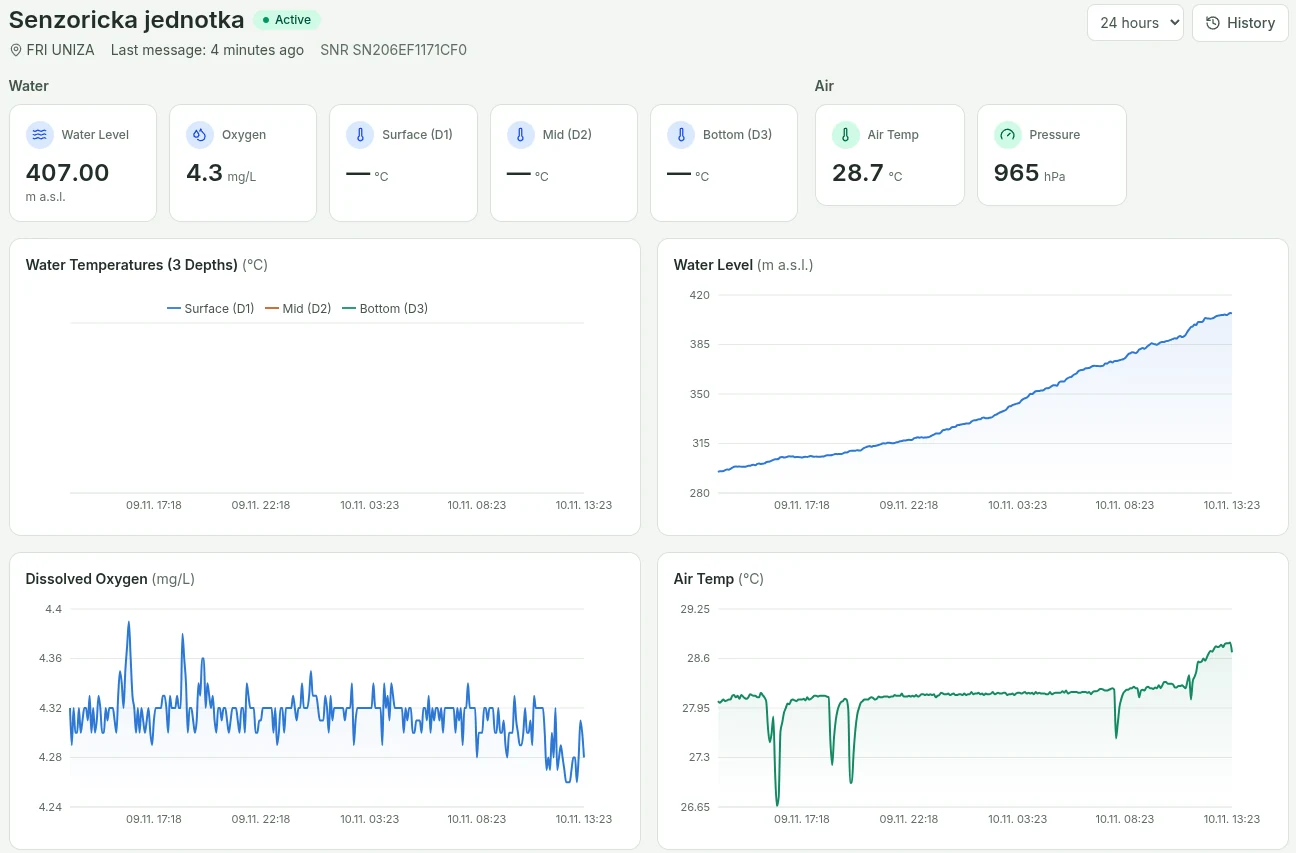 Senzoricka jednotka
Active
24 hours
History
FRI UNIZA Last message: 4 minutes ago SNR SN206EF1171CF0
Water
Air
Water Level
407.00
m a.s.l.
Oxygen
4.3 mg/L
Surface (D1)
— °C
Mid (D2)
— °C
Bottom (D3)
— °C
Air Temp
28.7 °C
Pressure
965 hPa
Water Temperatures (3 Depths) (°C)
Surface (D1) Mid (D2) Bottom (D3)
09.11. 17:18 09.11. 22:18 10.11. 03:23 10.11. 08:23 10.11. 13:23
Water Level (m a.s.l.)
420
385
350
315
280
09.11. 17:18 09.11. 22:18 10.11. 03:23 10.11. 08:23 10.11. 13:23
Dissolved Oxygen (mg/L)
4.4
4.36
4.32
4.28
4.24
09.11. 17:18 09.11. 22:18 10.11. 03:23 10.11. 08:23 10.11. 13:23
Air Temp (°C)
29.25
28.6
27.95
27.3
26.65
09.11. 17:18 09.11. 22:18 10.11. 03:23 10.11. 08:23 10.11. 13:23